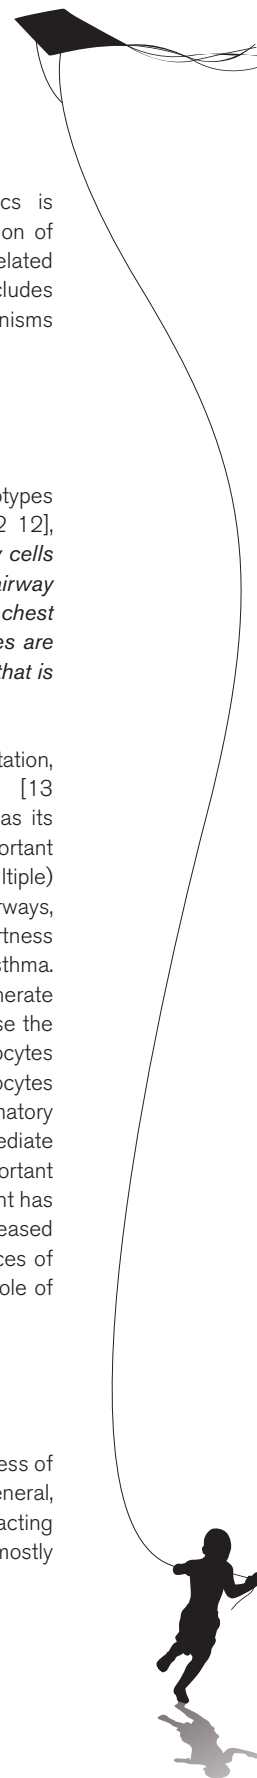 cs is
on of
elated
cludes
nisms
otypes
2 12],
cells
airway
chest
es are
that is
tation,
[13
as its
ortant
ltiple)
rways,
rtness
sthma.
nerate
se the
ocytes
ocytes
matory
ediate
ortant
nt has
eased
ces of
ole of
ess of
eneral,
acting
mostly